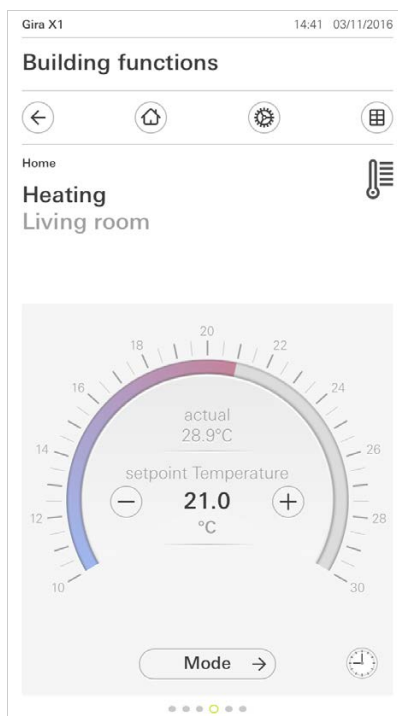 Gira X1 14:41 03/11/2016
Building functions
Home
Heating
Living room
20
18 22
16 24
actual
28.9°C
14 26
setpoint Temperature
21.0
12 28
°C
10 30
Mode